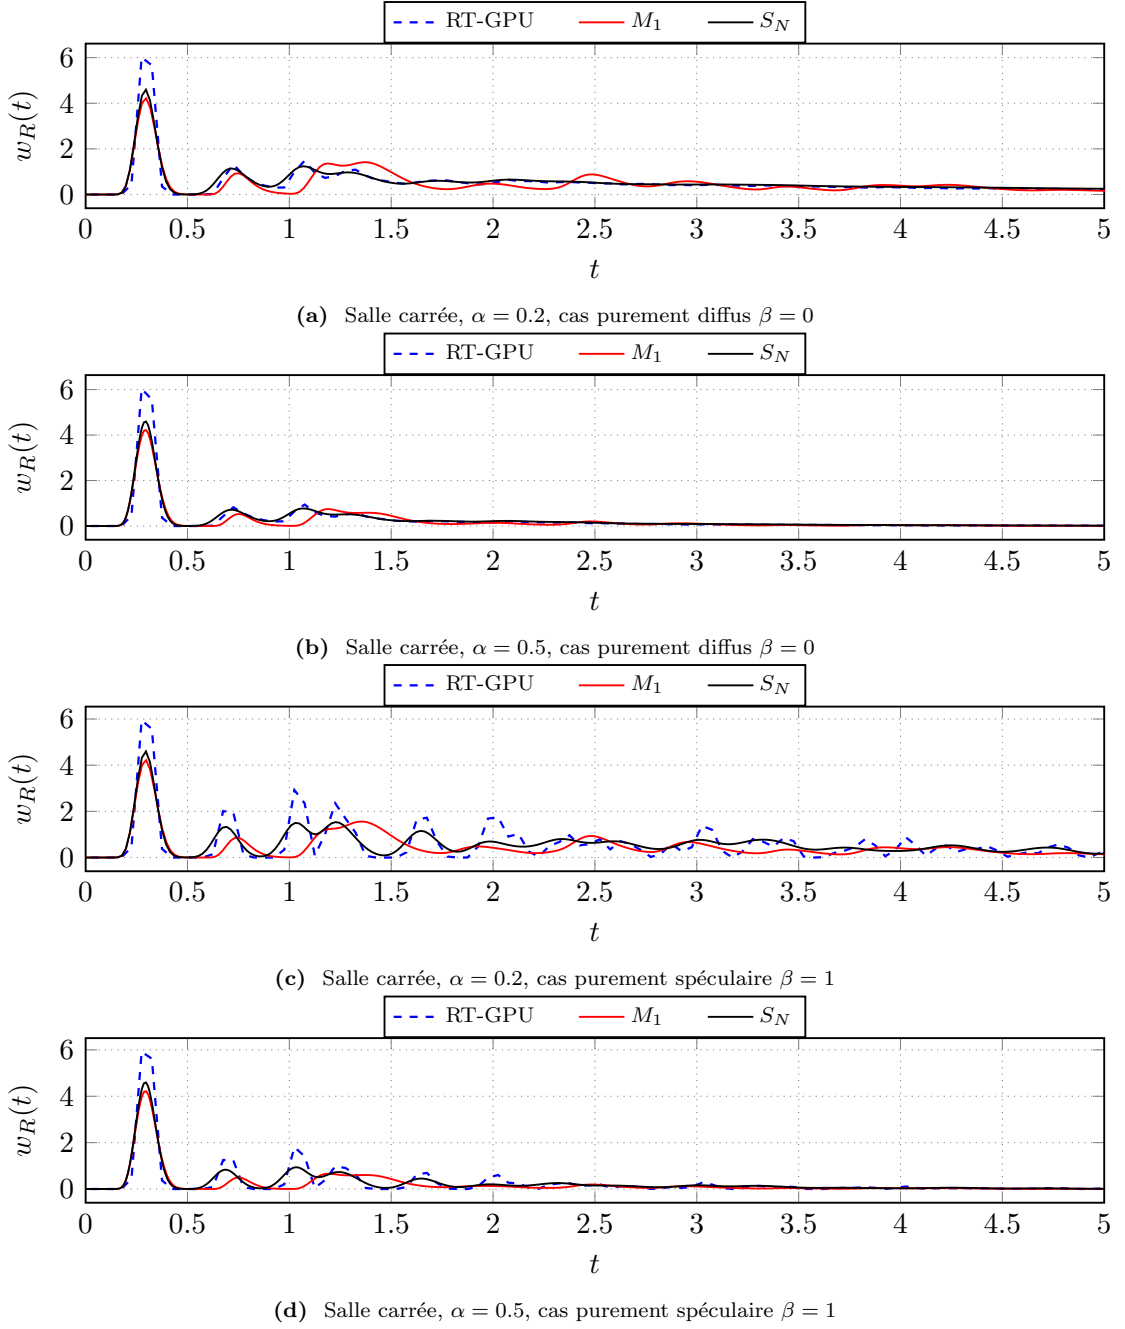 RT-GPU M₁ S_N
6
4
2
0
w_R(t)
0 0.5 1 1.5 2 2.5 3 3.5 4 4.5 5
t
(a) Salle carrée, α = 0.2, cas purement diffus β = 0
RT-GPU M₁ S_N
6
4
2
0
w_R(t)
0 0.5 1 1.5 2 2.5 3 3.5 4 4.5 5
t
(b) Salle carrée, α = 0.5, cas purement diffus β = 0
RT-GPU M₁ S_N
6
4
2
0
w_R(t)
0 0.5 1 1.5 2 2.5 3 3.5 4 4.5 5
t
(c) Salle carrée, α = 0.2, cas purement spéculaire β = 1
RT-GPU M₁ S_N
6
4
2
0
w_R(t)
0 0.5 1 1.5 2 2.5 3 3.5 4 4.5 5
t
(d) Salle carrée, α = 0.5, cas purement spéculaire β = 1